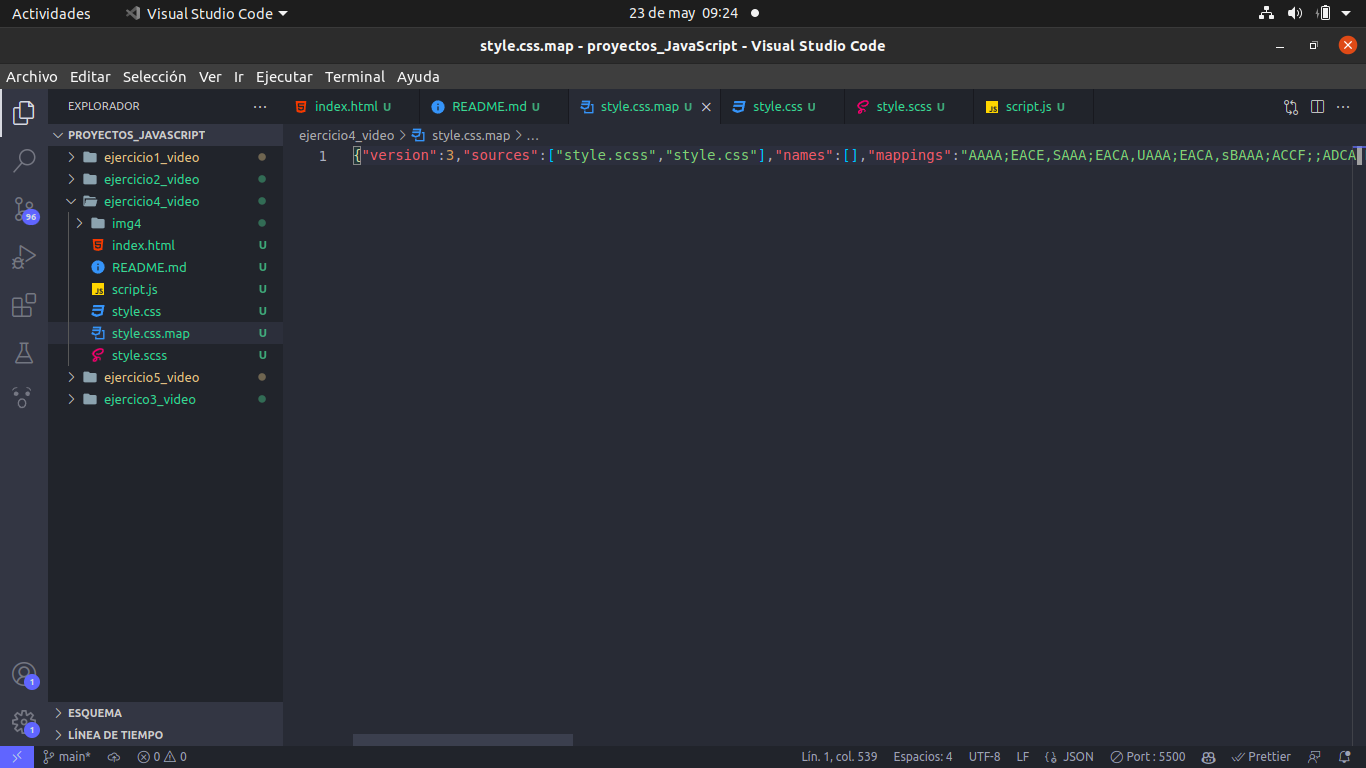 Actividades Visual Studio Code 23 de may 09:24
style.css.map - proyectos_JavaScript - Visual Studio Code
Archivo Editar Selección Ver Ir Ejecutar Terminal Ayuda
EXPLORADOR
index.html U README.md U style.css.map U style.css U style.scss U script.js U
PROYECTOS_JAVASCRIPT
ejercicio4_video > style.css.map > ...
ejercicio1_video
1 {"version":3,"sources":["style.scss","style.css"],"names":[],"mappings":"AAAA;EACE,SAAA;EACA,UAAA;EACA,sBAAA;ACCF;;ADCA
ejercicio2_video
ejercicio4_video
96
img4
index.html U
README.md U
script.js U
style.css U
style.css.map U
style.scss U
ejercicio5_video
ejercico3_video
1
ESQUEMA
1
LÍNEA DE TIEMPO
main* 0 0 Lín. 1, col. 539 Espacios: 4 UTF-8 LF JSON Port : 5500 Prettier